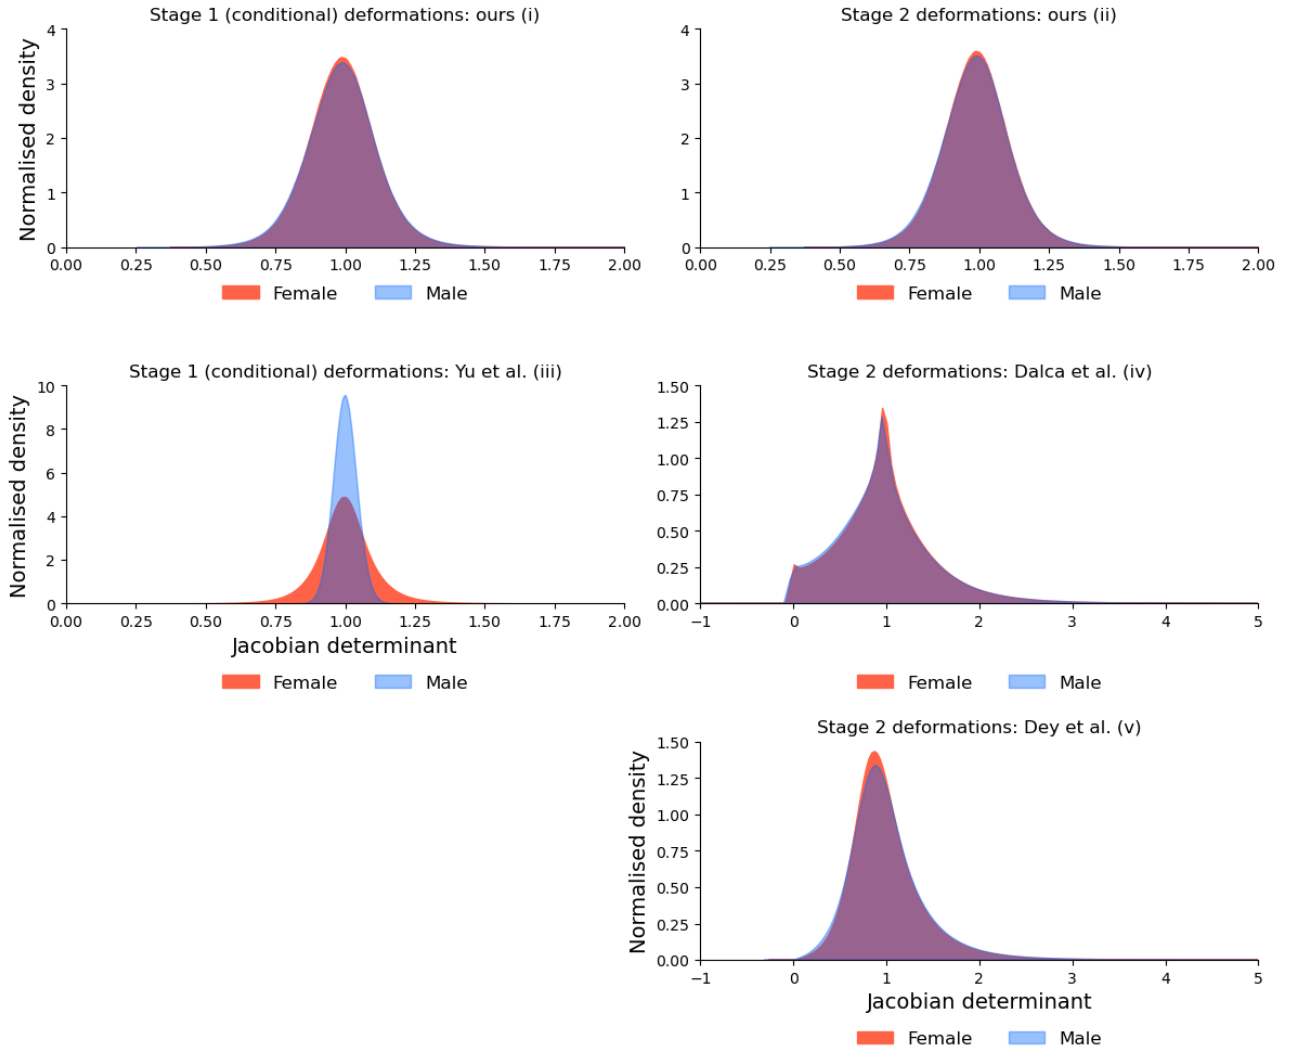 Stage 1 (conditional) deformations: ours (i)
4
3
2
1
0
Normalised density
0.00 0.25 0.50 0.75 1.00 1.25 1.50 1.75 2.00
Female Male
Stage 2 deformations: ours (ii)
4
3
2
1
0
0.00 0.25 0.50 0.75 1.00 1.25 1.50 1.75 2.00
Female Male
Stage 1 (conditional) deformations: Yu et al. (iii)
10
8
6
4
2
0
Normalised density
0.00 0.25 0.50 0.75 1.00 1.25 1.50 1.75 2.00
Jacobian determinant
Female Male
Stage 2 deformations: Dalca et al. (iv)
1.50
1.25
1.00
0.75
0.50
0.25
0.00
−1 0 1 2 3 4 5
Female Male
Stage 2 deformations: Dey et al. (v)
1.50
1.25
1.00
0.75
0.50
0.25
0.00
Normalised density
−1 0 1 2 3 4 5
Jacobian determinant
Female Male